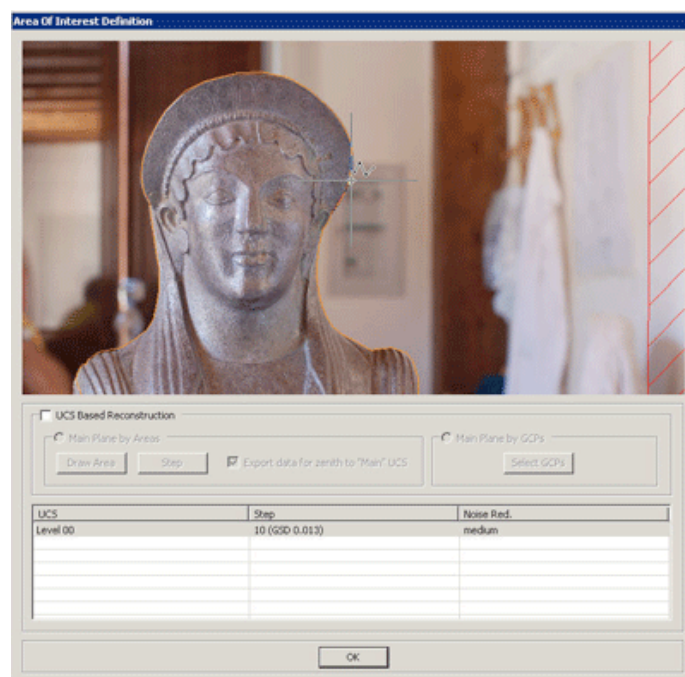 Area Of Interest Definition
UCS Based Reconstruction
Main Plane by Areas
Main Plane by GCPs
Draw Area
Step
Export data for zenith to "Main" UCS
Select GCPs
UCS Step Noise Red.
Level 00 10 (GSD 0.013) medium
OK